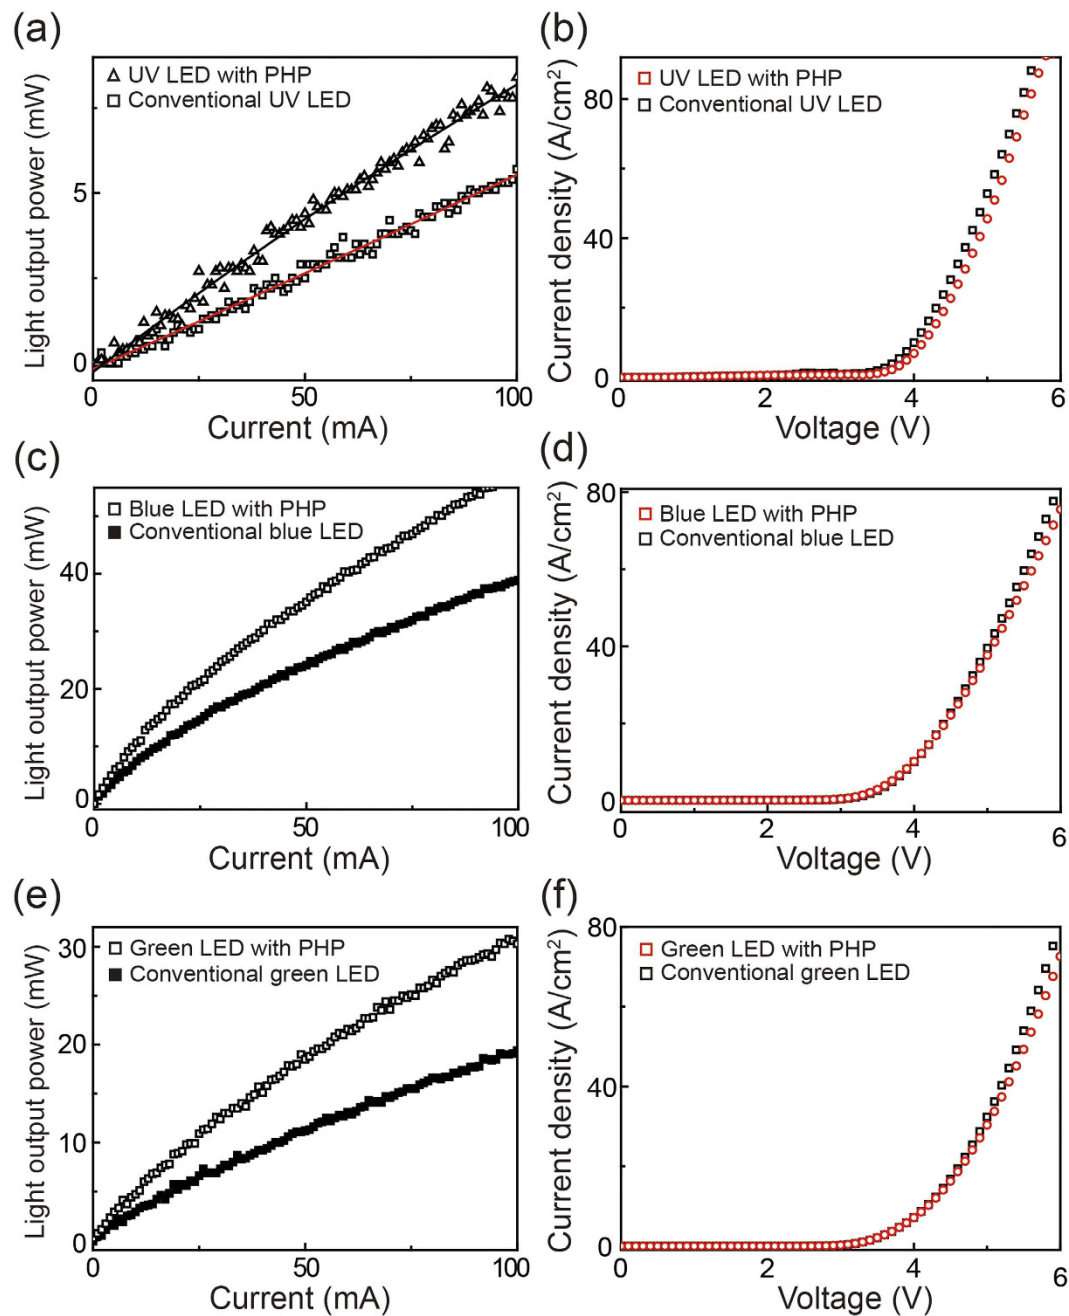 (a)
Light output power (mW)
UV LED with PHP
Conventional UV LED
5
0
0
50
100
Current (mA)
(b)
Current density (A/cm²)
UV LED with PHP
Conventional UV LED
80
40
0
0
2
4
6
Voltage (V)
(c)
Light output power (mW)
Blue LED with PHP
Conventional blue LED
40
20
0
0
50
100
Current (mA)
(d)
Current density (A/cm²)
Blue LED with PHP
Conventional blue LED
80
40
0
0
2
4
6
Voltage (V)
(e)
Light output power (mW)
Green LED with PHP
Conventional green LED
30
20
10
0
0
50
100
Current (mA)
(f)
Current density (A/cm²)
Green LED with PHP
Conventional green LED
80
40
0
0
2
4
6
Voltage (V)